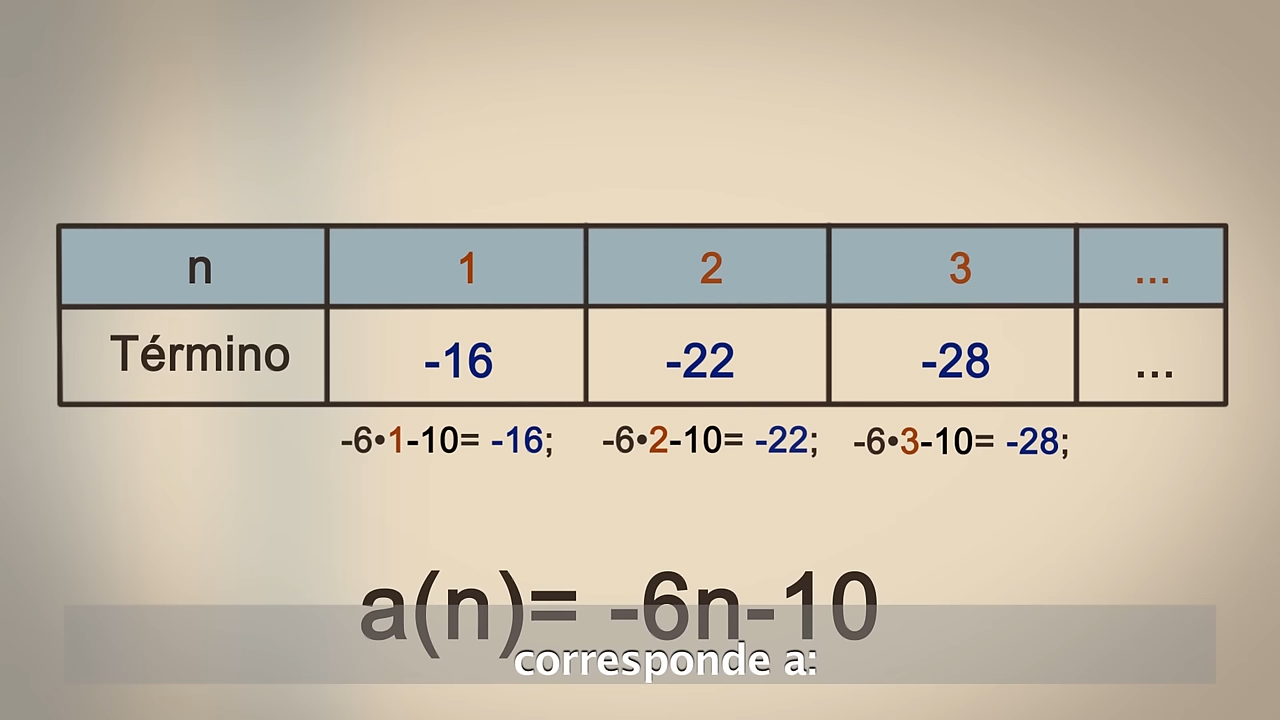 n 1 2 3 ...
Término -16 -22 -28 ...
-6•1-10= -16; -6•2-10= -22; -6•3-10= -28;
a(n)= -6n-10
corresponde a: